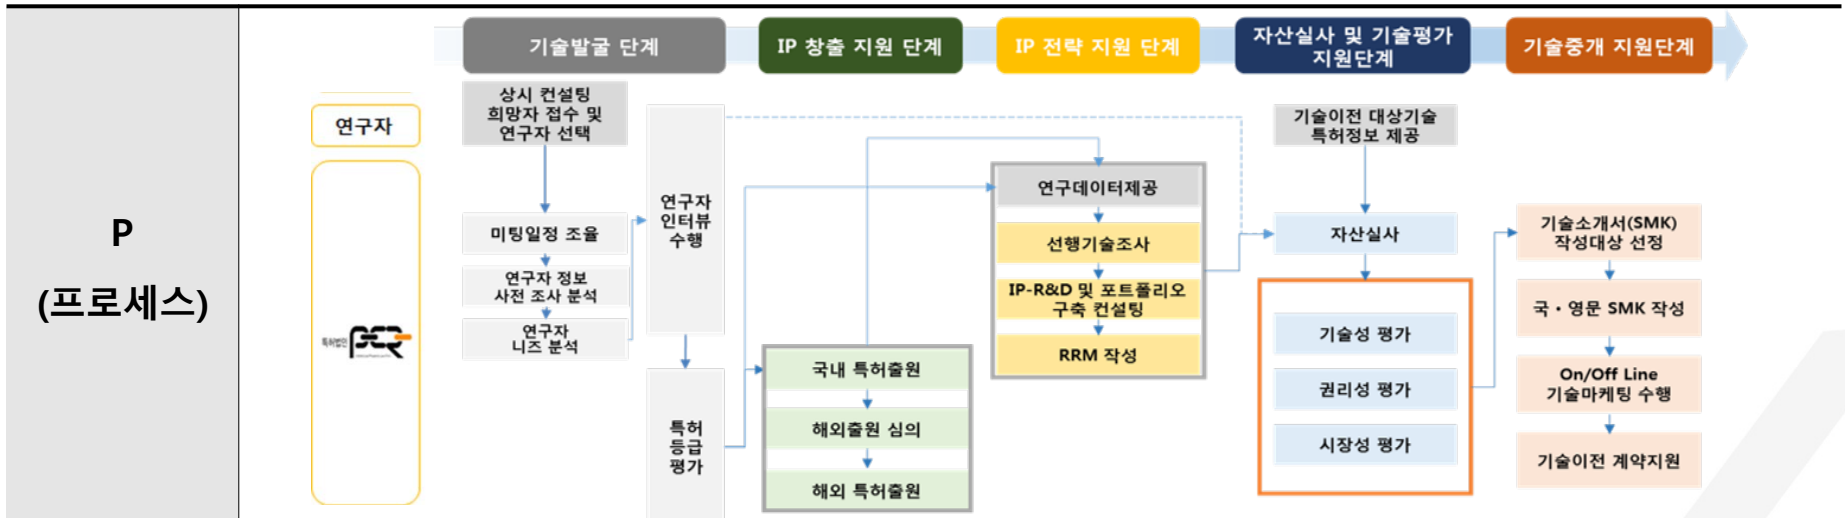 P
(프로세스)
기술발굴 단계
IP 창출 지원 단계
IP 전략 지원 단계
자산실사 및 기술평가
지원단계
기술중개 지원단계
연구자
특허법인
상시 컨설팅
희망자 접수 및
연구자 선택
미팅일정 조율
연구자 정보
사전 조사 분석
연구자
니즈 분석
연구자
인터뷰
수행
특허
등급
평가
국내 특허출원
해외출원 심의
해외 특허출원
연구데이터제공
선행기술조사
IP-R&D 및 포트폴리오
구축 컨설팅
RRM 작성
기술이전 대상기술
특허정보 제공
자산실사
기술성 평가
권리성 평가
시장성 평가
기술소개서(SMK)
작성대상 선정
국・영문 SMK 작성
On/Off Line
기술마케팅 수행
기술이전 계약지원